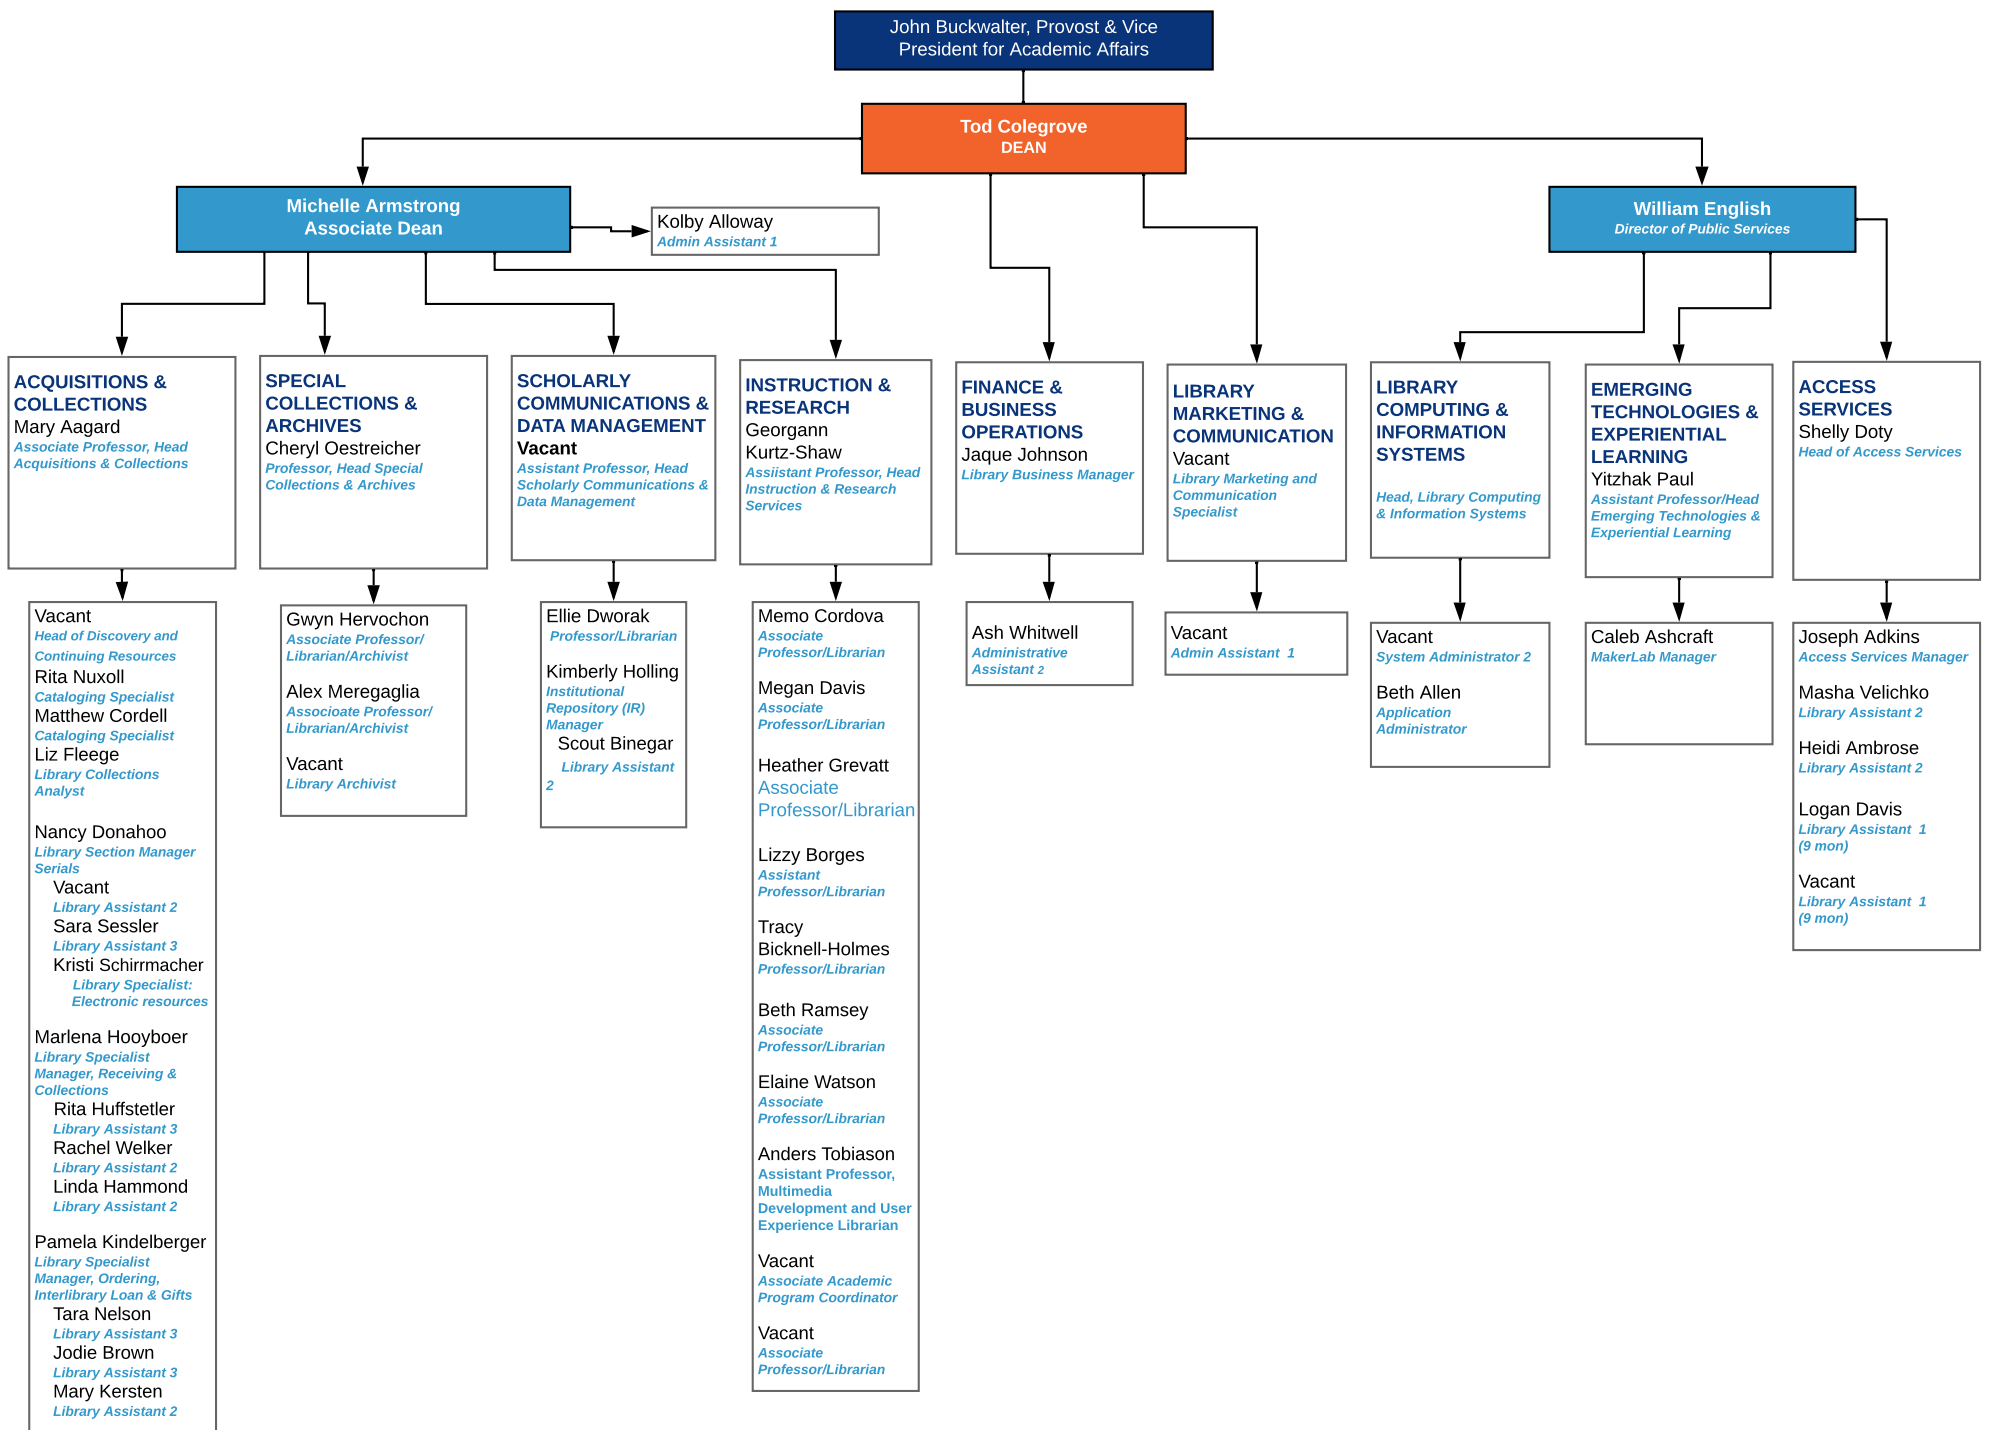 John Buckwalter, Provost & Vice
President for Academic Affairs
Tod Colegrove
DEAN
Michelle Armstrong
Associate Dean
Kolby Alloway
Admin Assistant 1
William English
Director of Public Services
ACQUISITIONS &
COLLECTIONS
Mary Aagard
Associate Professor, Head
Acquisitions & Collections
SPECIAL
COLLECTIONS &
ARCHIVES
Cheryl Oestreicher
Professor, Head Special
Collections & Archives
SCHOLARLY
COMMUNICATIONS &
DATA MANAGEMENT
Vacant
Assistant Professor, Head
Scholarly Communications &
Data Management
INSTRUCTION &
RESEARCH
Georgann
Kurtz-Shaw
Assiistant Professor, Head
Instruction & Research
Services
FINANCE &
BUSINESS
OPERATIONS
Jaque Johnson
Library Business Manager
LIBRARY
MARKETING &
COMMUNICATION
Vacant
Library Marketing and
Communication
Specialist
LIBRARY
COMPUTING &
INFORMATION
SYSTEMS
Head, Library Computing
& Information Systems
EMERGING
TECHNOLOGIES &
EXPERIENTIAL
LEARNING
Yitzhak Paul
Assistant Professor/Head
Emerging Technologies &
Experiential Learning
ACCESS
SERVICES
Shelly Doty
Head of Access Services
Vacant
Head of Discovery and
Continuing Resources
Rita Nuxoll
Cataloging Specialist
Matthew Cordell
Cataloging Specialist
Liz Fleege
Library Collections
Analyst
Nancy Donahoo
Library Section Manager
Serials
Vacant
Library Assistant 2
Sara Sessler
Library Assistant 3
Kristi Schirrmacher
Library Specialist:
Electronic resources
Marlena Hooyboer
Library Specialist
Manager, Receiving &
Collections
Rita Huffstetler
Library Assistant 3
Rachel Welker
Library Assistant 2
Linda Hammond
Library Assistant 2
Pamela Kindelberger
Library Specialist
Manager, Ordering,
Interlibrary Loan & Gifts
Tara Nelson
Library Assistant 3
Jodie Brown
Library Assistant 3
Mary Kersten
Library Assistant 2
Gwyn Hervochon
Associate Professor/
Librarian/Archivist
Alex Meregaglia
Associoate Professor/
Librarian/Archivist
Vacant
Library Archivist
Ellie Dworak
Professor/Librarian
Kimberly Holling
Institutional
Repository (IR)
Manager
Scout Binegar
Library Assistant
2
Memo Cordova
Associate
Professor/Librarian
Megan Davis
Associate
Professor/Librarian
Heather Grevatt
Associate
Professor/Librarian
Lizzy Borges
Assistant
Professor/Librarian
Tracy
Bicknell-Holmes
Professor/Librarian
Beth Ramsey
Associate
Professor/Librarian
Elaine Watson
Associate
Professor/Librarian
Anders Tobiason
Assistant Professor,
Multimedia
Development and User
Experience Librarian
Vacant
Associate Academic
Program Coordinator
Vacant
Associate
Professor/Librarian
Ash Whitwell
Administrative
Assistant 2
Vacant
Admin Assistant 1
Vacant
System Administrator 2
Beth Allen
Application
Administrator
Caleb Ashcraft
MakerLab Manager
Joseph Adkins
Access Services Manager
Masha Velichko
Library Assistant 2
Heidi Ambrose
Library Assistant 2
Logan Davis
Library Assistant 1
(9 mon)
Vacant
Library Assistant 1
(9 mon)